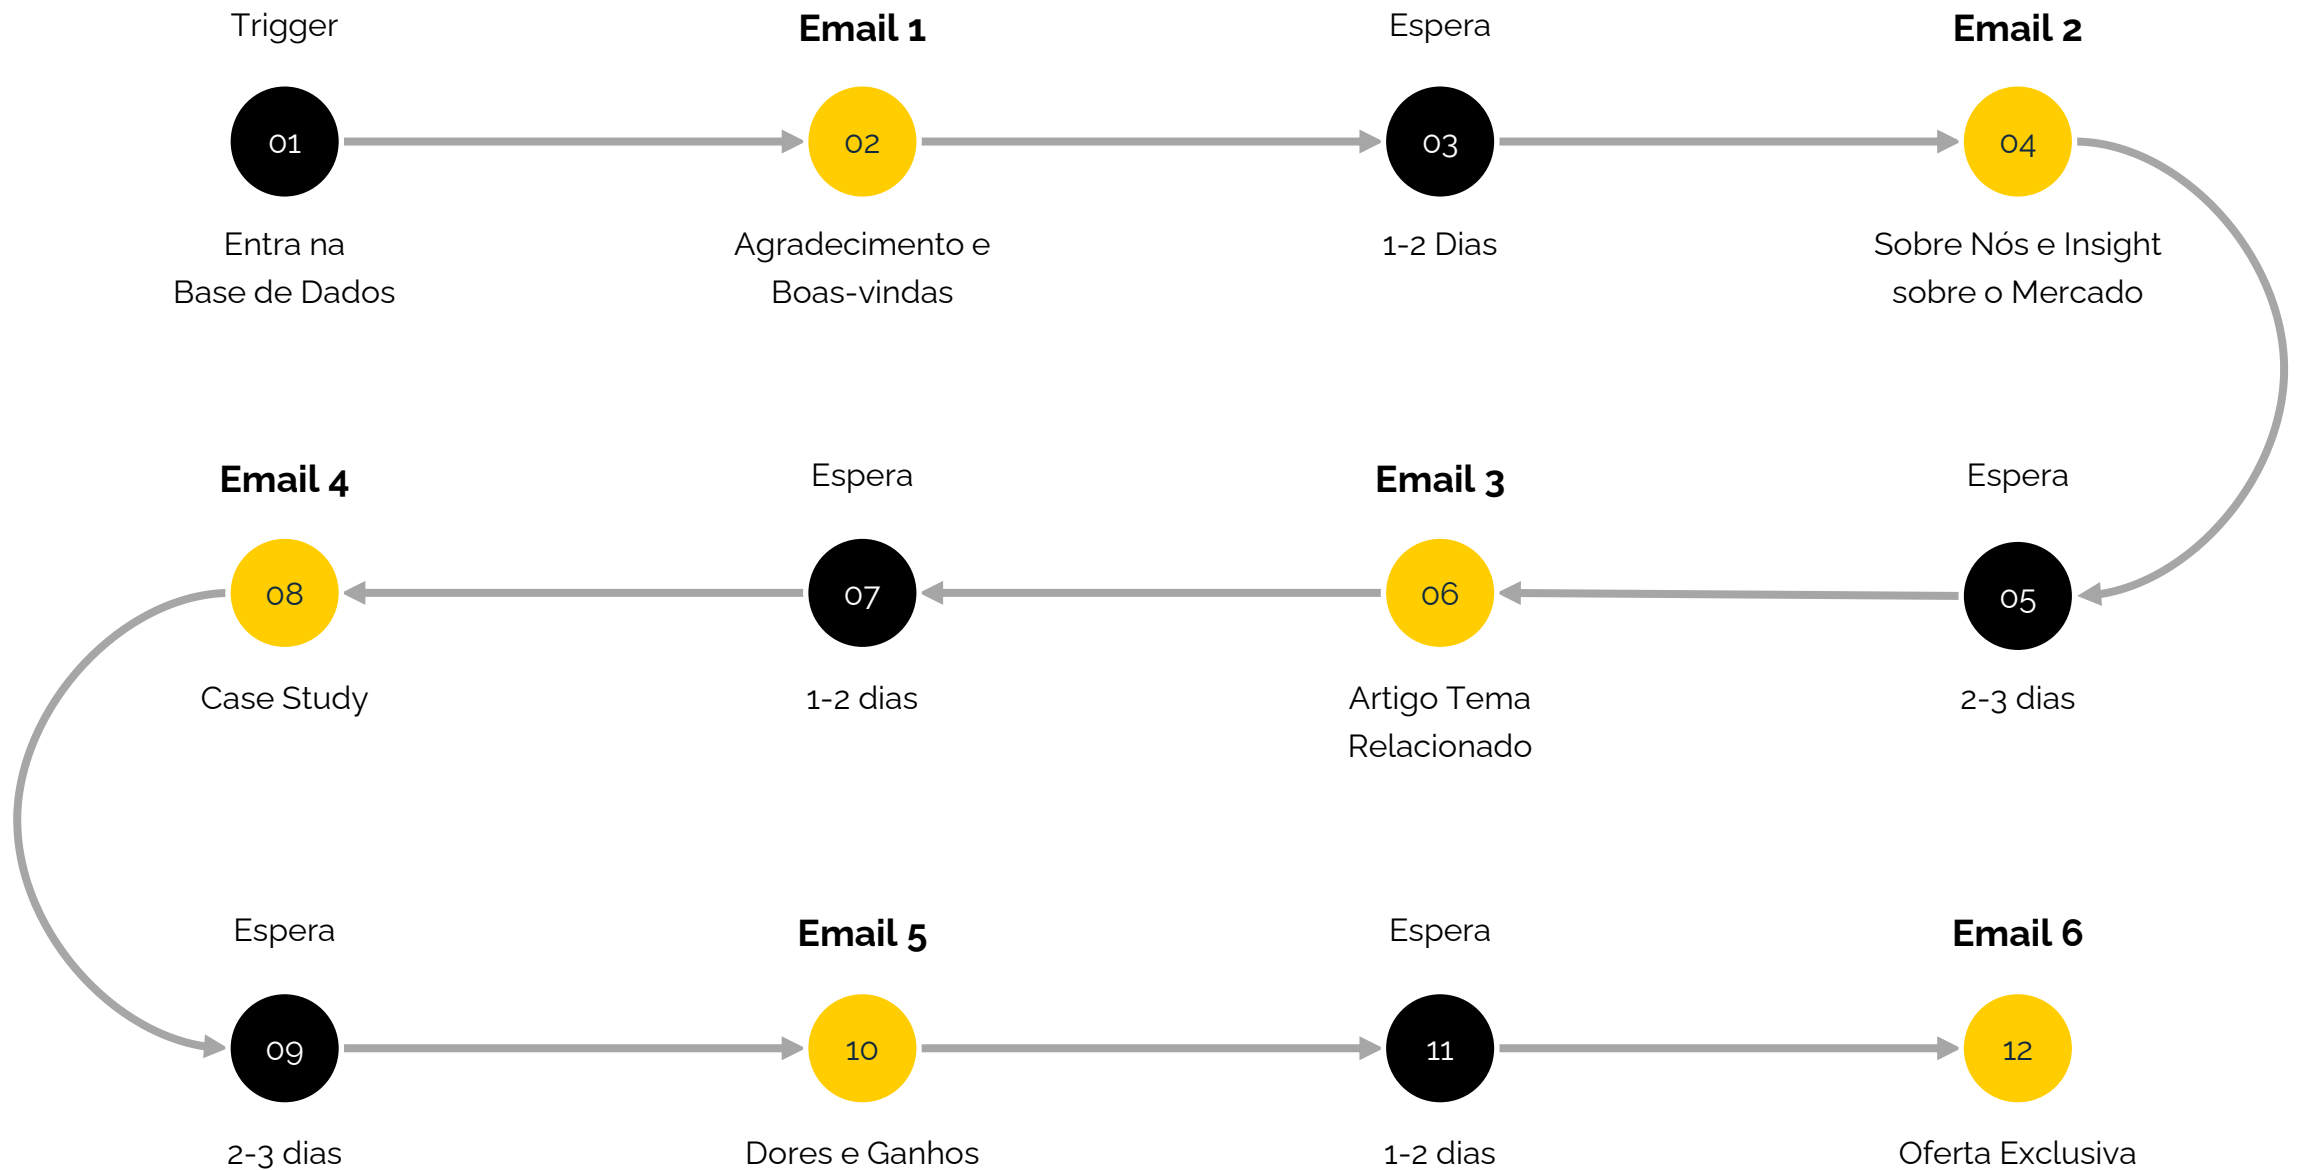 Trigger
01
Entra na
Base de Dados
Email 1
02
Agradecimento e
Boas-vindas
Espera
03
1-2 Dias
Email 2
04
Sobre Nós e Insight
sobre o Mercado
Espera
05
2-3 dias
Email 3
06
Artigo Tema
Relacionado
Espera
07
1-2 dias
Email 4
08
Case Study
Espera
09
2-3 dias
Email 5
10
Dores e Ganhos
Espera
11
1-2 dias
Email 6
12
Oferta Exclusiva